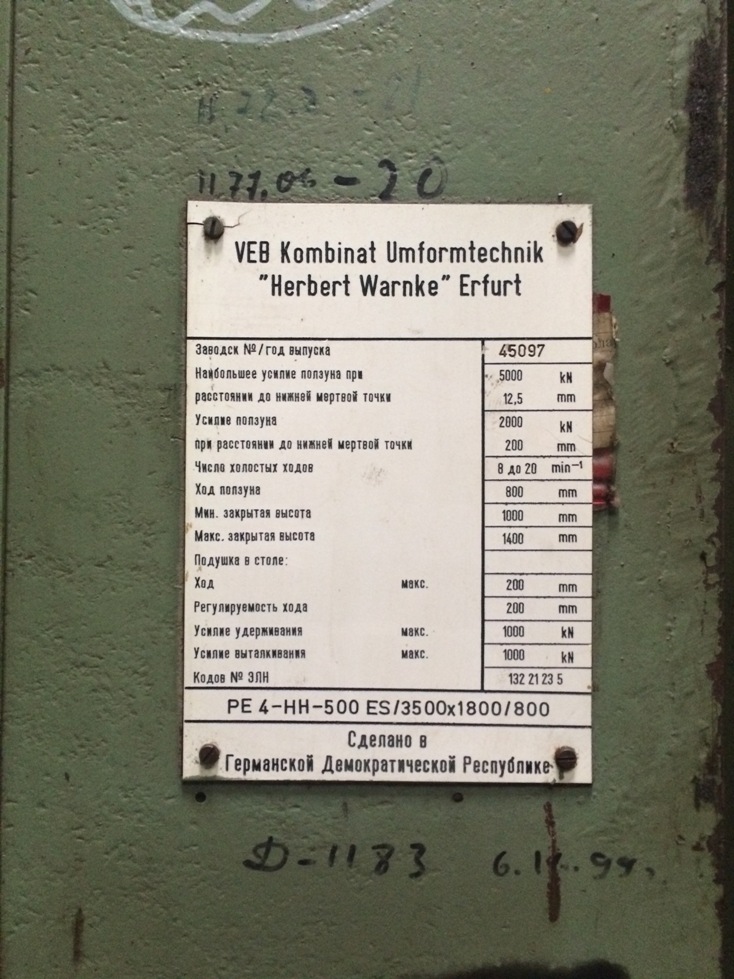 - 20
VEB Kombinat Umformtechnik
"Herbert Warnke" Erfurt
Заводск №/год выпуска 45097
Наибольшее усилие ползуна при 5000 kN
расстоянии до нижней мертвой точки 12,5 mm
Усилие ползуна 2000 kN
при расстоянии до нижней мертвой точки 200 mm
Число холостых ходов 8 до 20 min⁻¹
Ход ползуна 800 mm
Мин. закрытая высота 1000 mm
Макс. закрытая высота 1400 mm
Подушка в столе:
Ход макс. 200 mm
Регулируемость хода 200 mm
Усилие удерживания макс. 1000 kN
Усилие выталкивания макс. 1000 kN
Кодов № ЭЛН 132 21 23 5
PE 4-HH-500 ES/3500x1800/800
Сделано в
Германской Демократической Республике
Д-1183